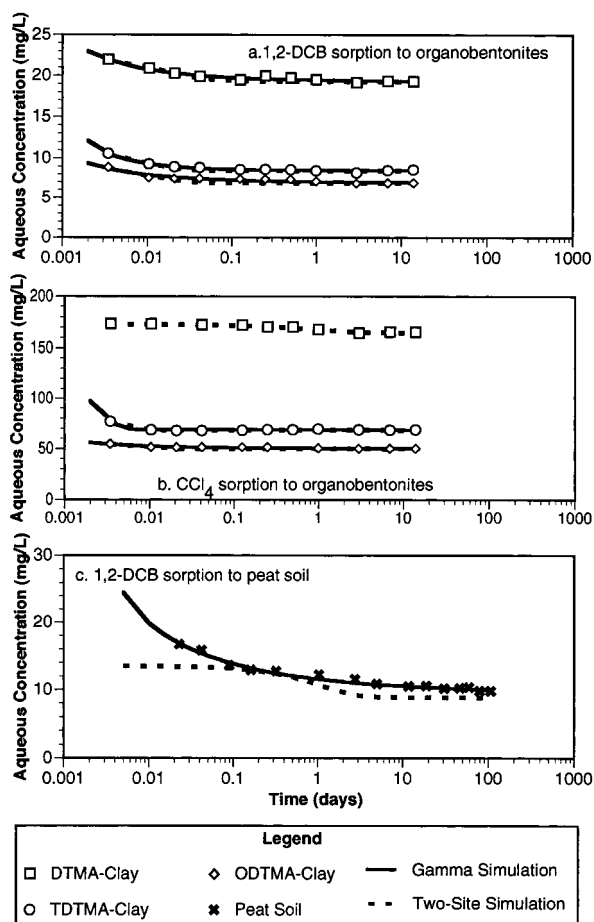 a.1,2-DCB sorption to organobentonites
Aqueous Concentration (mg/L)
25
20
15
10
5
0
0.001 0.01 0.1 1 10 100 1000
b. CCl4 sorption to organobentonites
Aqueous Concentration (mg/L)
200
150
100
50
0
0.001 0.01 0.1 1 10 100 1000
c. 1,2-DCB sorption to peat soil
Aqueous Concentration (mg/L)
30
20
10
0
0.001 0.01 0.1 1 10 100 1000
Time (days)
Legend
DTMA-Clay ODTMA-Clay Gamma Simulation
TDTMA-Clay Peat Soil Two-Site Simulation